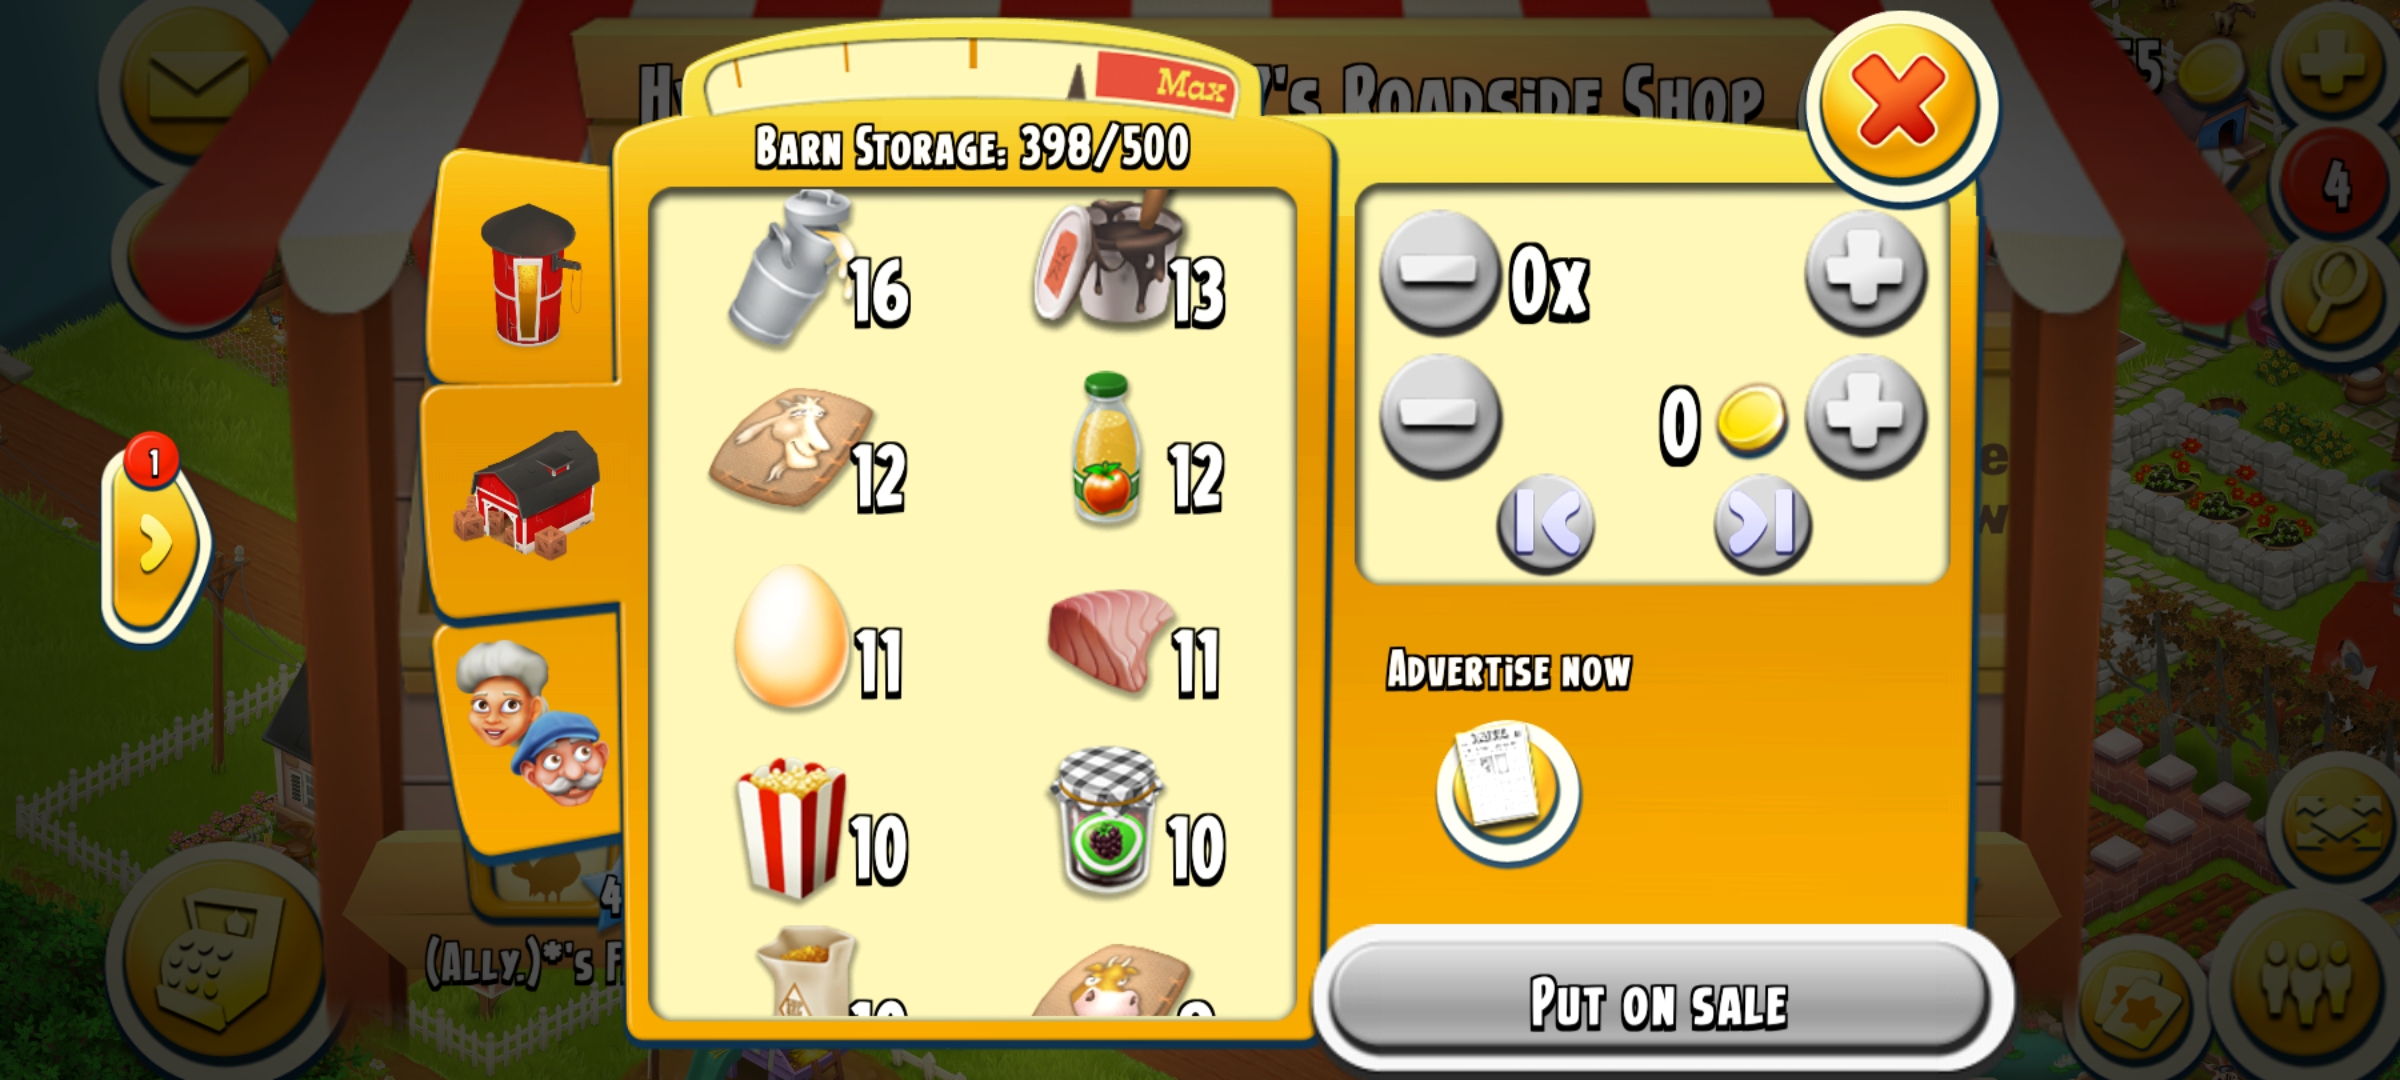 'S ROADSIDE SHOP
Max
BARN STORAGE: 398/500
4
16
13
0x
12
12
0
1
11
11
ADVERTISE NOW
10
10
4
(ALLY.)*'S
PUT ON SALE